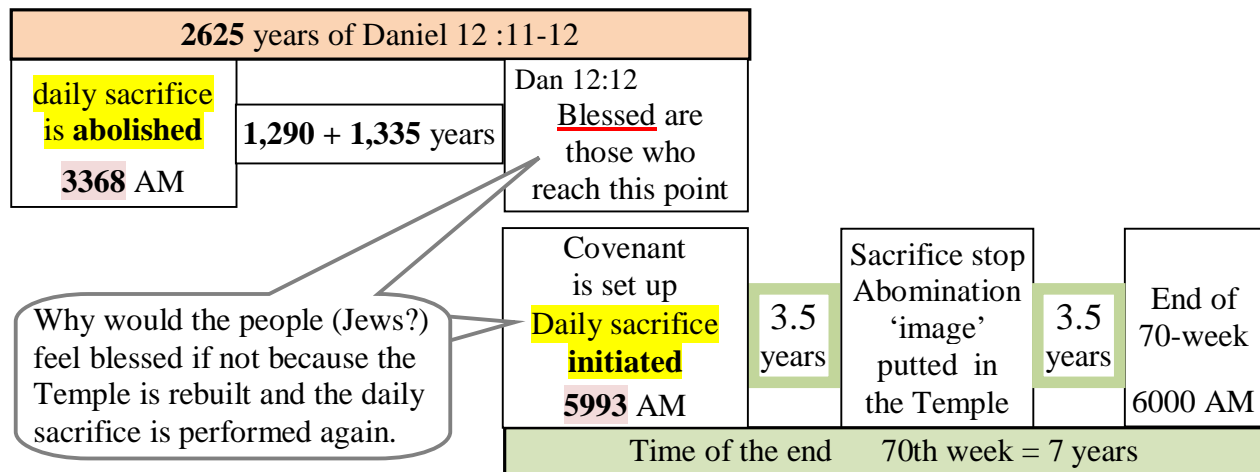 2625 years of Daniel 12 :11-12
daily sacrifice
is abolished
3368 AM
1,290 + 1,335 years
Dan 12:12
Blessed are
those who
reach this point
Why would the people (Jews?)
feel blessed if not because the
Temple is rebuilt and the daily
sacrifice is performed again.
Covenant
is set up
Daily sacrifice
initiated
5993 AM
3.5
years
Sacrifice stop
Abomination
‘image’
putted in
the Temple
3.5
years
End of
70-week
6000 AM
Time of the end 70th week = 7 years